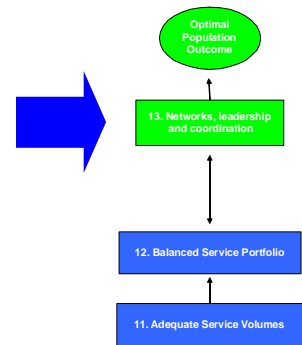 Optimal
Population
Outcome
13. Networks, leadership
and coordination
12. Balanced Service Portfolio
11. Adequate Service Volumes